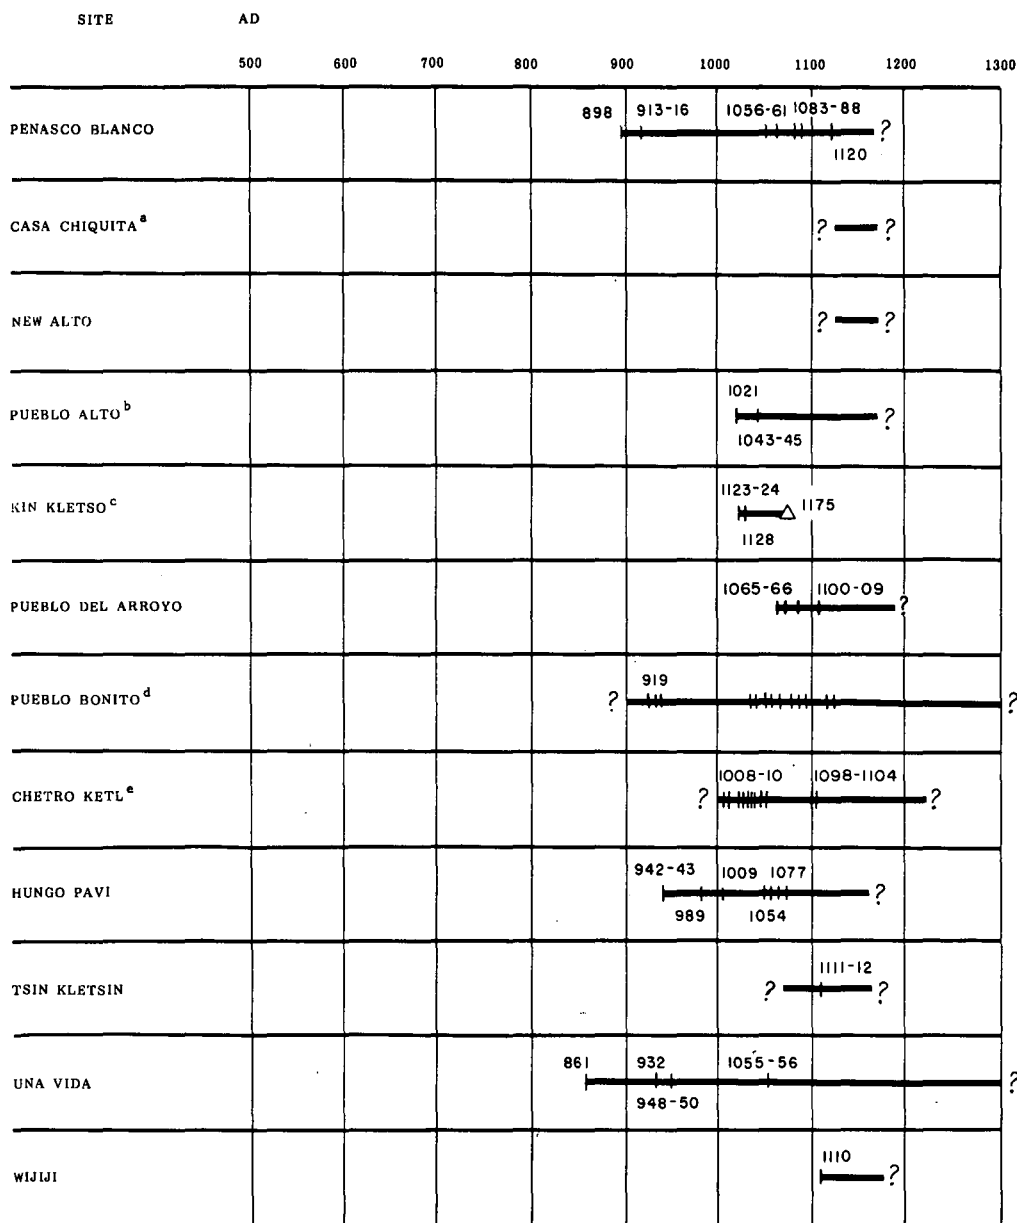 SITE AD
500 600 700 800 900 1000 1100 1200 1300
898 913-16 1056-61 1083-88
PENASCO BLANCO ?
1120
CASA CHIQUITA a ? ?
NEW ALTO ? ?
1021
PUEBLO ALTO b ?
1043-45
1123-24
KIN KLETSO c 1175
1128
1065-66 1100-09
PUEBLO DEL ARROYO ?
919
PUEBLO BONITO d ? ?
1008-10 1098-1104
CHETRO KETL e ? ?
942-43 1009 1077
HUNGO PAVI ?
989 1054
1111-12
TSIN KLETSIN ? ?
861 932 1055-56
UNA VIDA ?
948-50
1110
WIJIJI ?